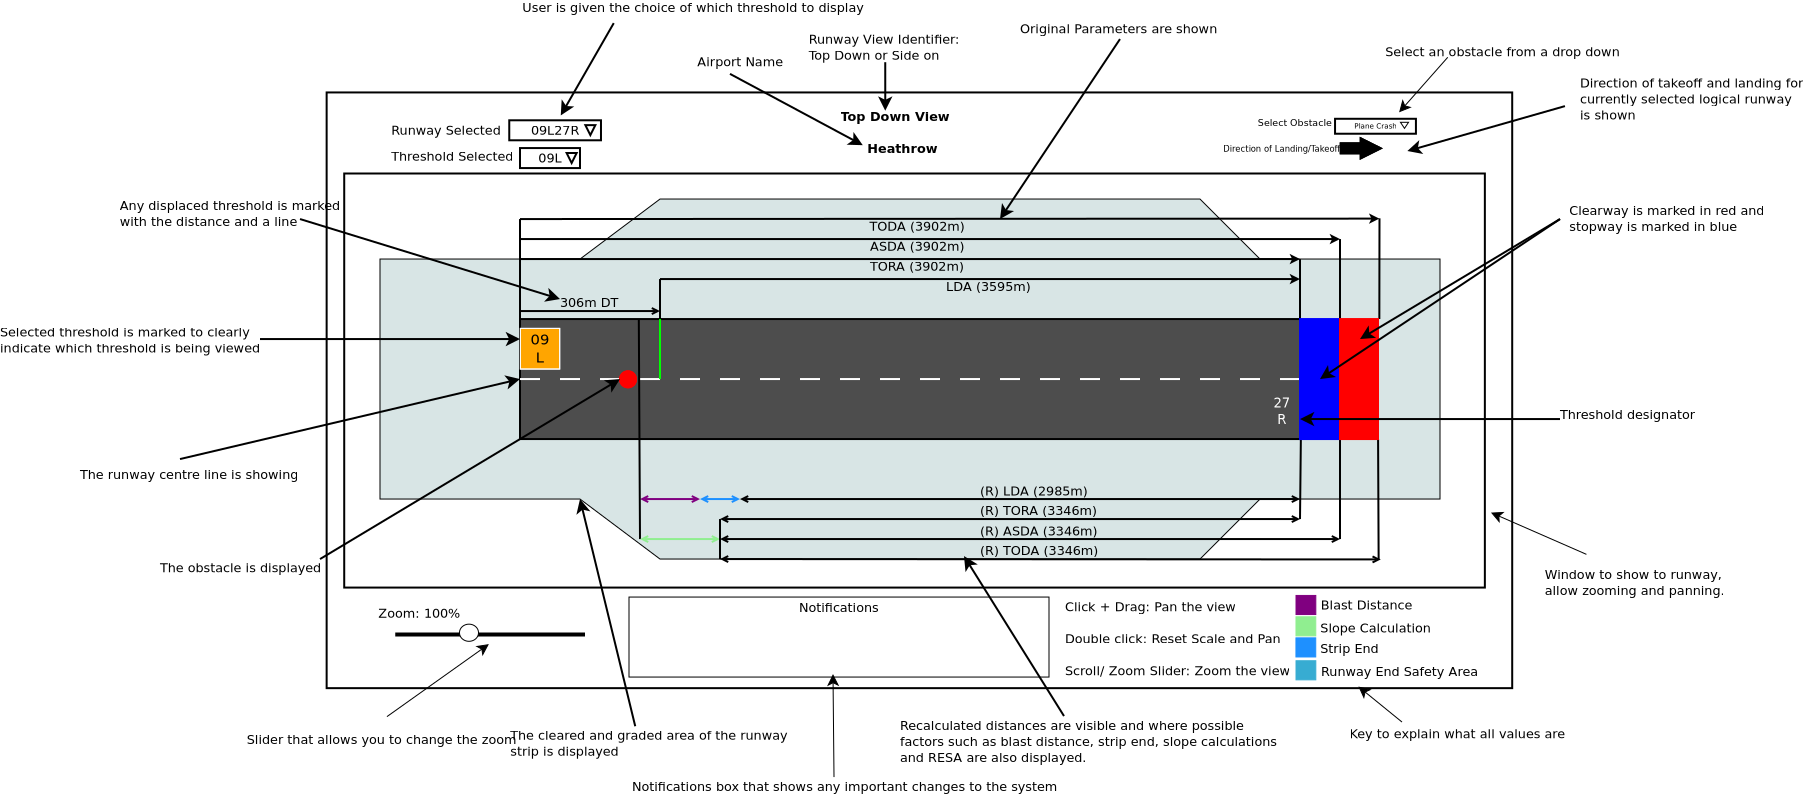 User is given the choice of which threshold to display
Original Parameters are shown
Runway View Identifier:
Top Down or Side on
Airport Name
Select an obstacle from a drop down
Direction of takeoff and landing for
currently selected logical runway
is shown
Runway Selected
09L27R
Threshold Selected
09L
Top Down View
Heathrow
Select Obstacle
Plane Crash
Direction of Landing/Takeoff
Any displaced threshold is marked
with the distance and a line
Clearway is marked in red and
stopway is marked in blue
TODA (3902m)
ASDA (3902m)
TORA (3902m)
LDA (3595m)
306m DT
Selected threshold is marked to clearly
indicate which threshold is being viewed
09
L
27
R
Threshold designator
The runway centre line is showing
(R) LDA (2985m)
(R) TORA (3346m)
(R) ASDA (3346m)
(R) TODA (3346m)
The obstacle is displayed
Window to show to runway,
allow zooming and panning.
Zoom: 100%
Notifications
Click + Drag: Pan the view
Double click: Reset Scale and Pan
Scroll/ Zoom Slider: Zoom the view
Blast Distance
Slope Calculation
Strip End
Runway End Safety Area
Slider that allows you to change the zoom
The cleared and graded area of the runway
strip is displayed
Recalculated distances are visible and where possible
factors such as blast distance, strip end, slope calculations
and RESA are also displayed.
Key to explain what all values are
Notifications box that shows any important changes to the system